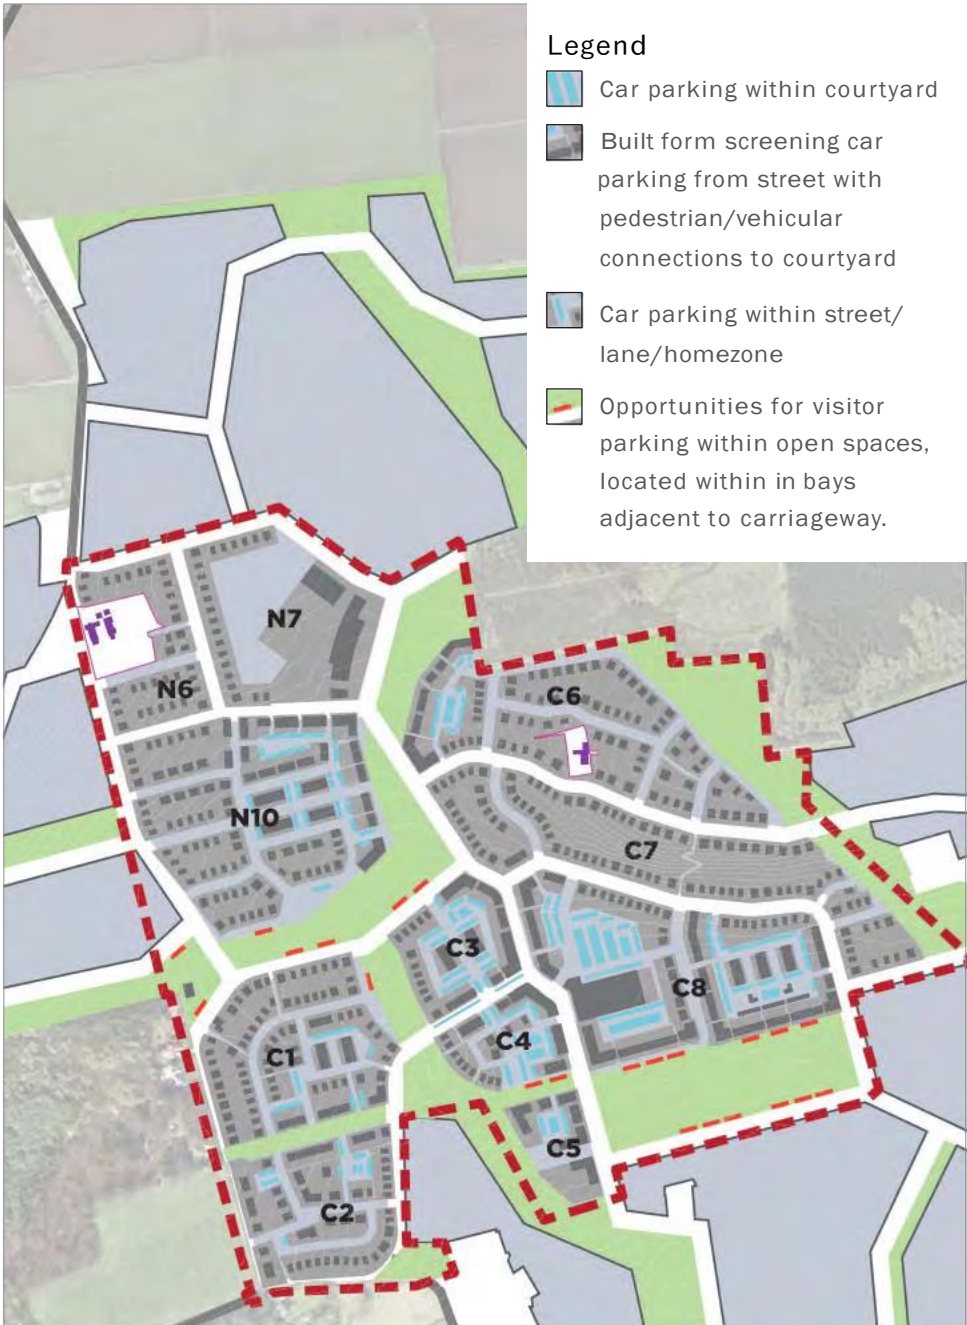 Legend
Car parking within courtyard
Built form screening car
parking from street with
pedestrian/vehicular
connections to courtyard
Car parking within street/
lane/homezone
Opportunities for visitor
parking within open spaces,
located within in bays
adjacent to carriageway.
N7
N6
C6
N10
C7
C3
C8
C4
C1
C5
C2